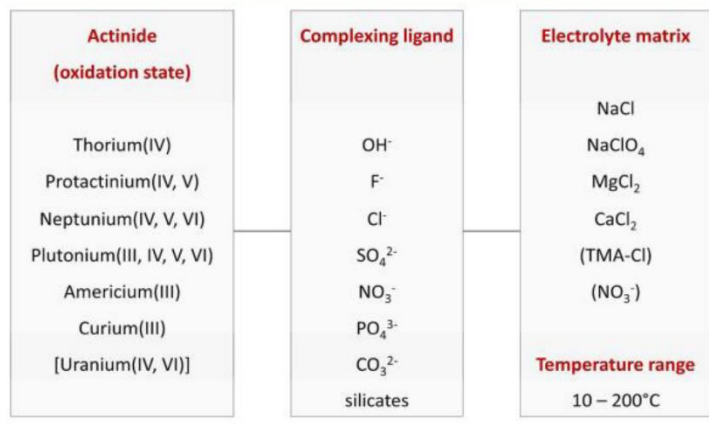 Actinide
(oxidation state)
Thorium(IV)
Protactinium(IV, V)
Neptunium(IV, V, VI)
Plutonium(III, IV, V, VI)
Americium(III)
Curium(III)
[Uranium(IV, VI)]
Complexing ligand
OH⁻
F⁻
Cl⁻
SO₄²⁻
NO₃⁻
PO₄³⁻
CO₃²⁻
silicates
Electrolyte matrix
NaCl
NaClO₄
MgCl₂
CaCl₂
(TMA-Cl)
(NO₃⁻)
Temperature range
10 – 200°C